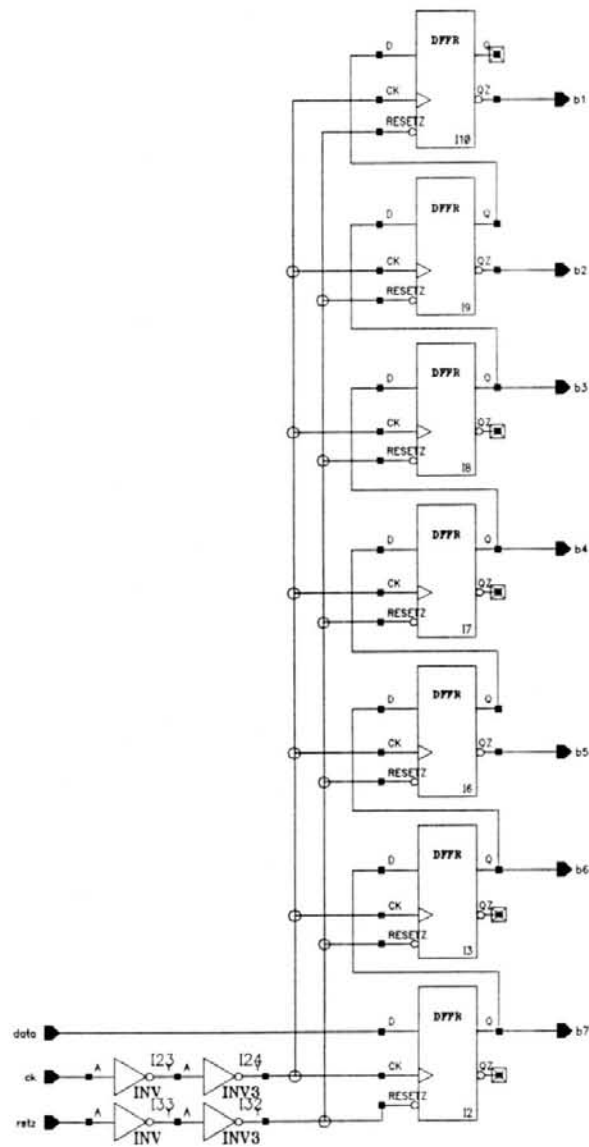 D DFFR Q
CK QZ b1
RESETZ
I10
D DFFR Q
CK QZ b2
RESETZ
I9
D DFFR Q b3
CK QZ
RESETZ
I8
D DFFR Q b4
CK QZ
RESETZ
I7
D DFFR Q
CK QZ b5
RESETZ
I6
D DFFR Q b6
CK QZ
RESETZ
I3
data D DFFR Q b7
I23 I24
ck A Y A Y CK QZ
INV INV3
I33 I32 RESETZ
rstz A Y A Y I2
INV INV3